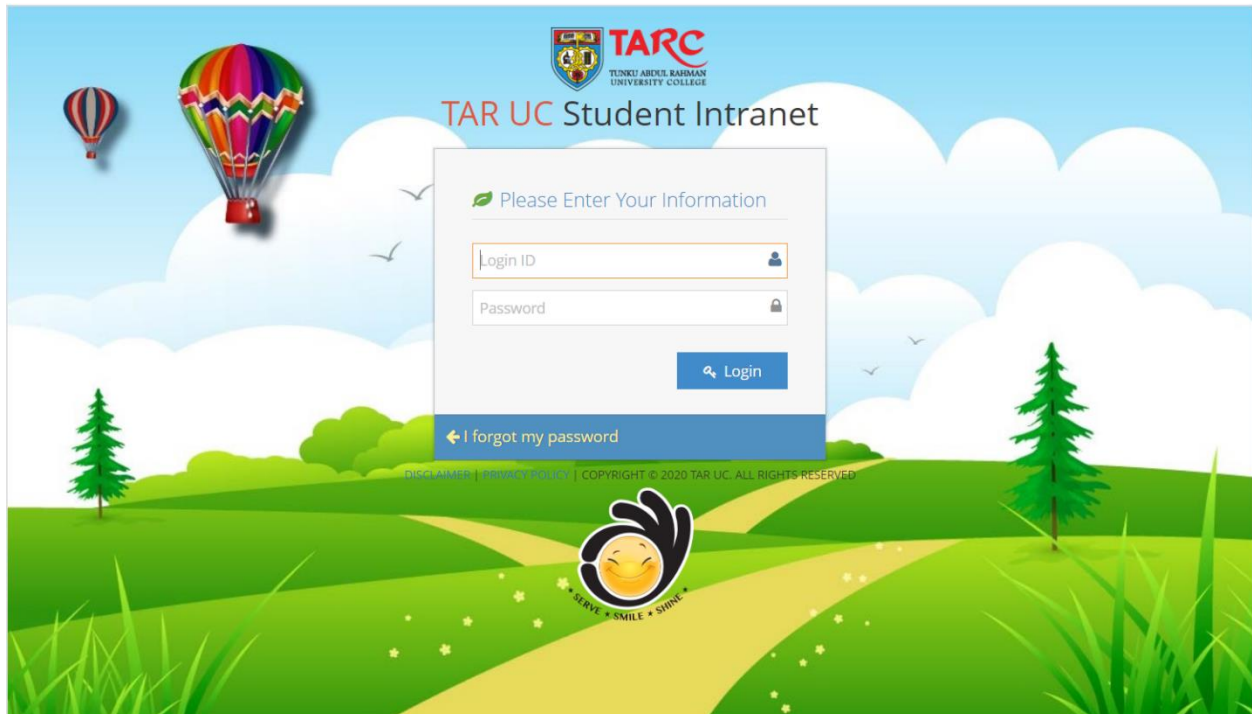 TARC
TUNKU ABDUL RAHMAN
UNIVERSITY COLLEGE
TAR UC Student Intranet
Please Enter Your Information
Login ID
Password
Login
I forgot my password
DISCLAIMER | PRIVACY POLICY | COPYRIGHT © 2020 TAR UC. ALL RIGHTS RESERVED
* SERVE * SMILE * SHINE *